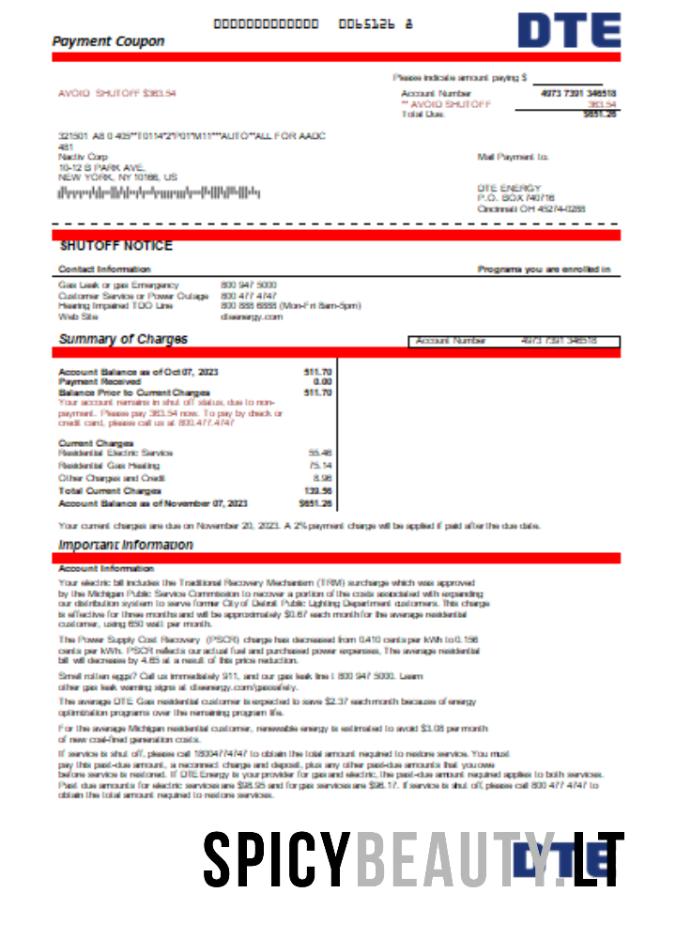 0065126 8
DTE
Payment Coupon
Please indicate amount paying $
AVOID SHUTOFF $383.54
Account Number 4973 7391 346518
** AVOID SHUTOFF 383.54
Total Due. $651.26
321501 A8 0 405**T0114*2*P01*M11***AUTO**ALL FOR AADC
481
Nactiv Corp
10-12 S PARK AVE,
NEW YORK, NY 10166, US
Mail Payment to.
DTE ENERGY
P.O. BOX 740716
Cincinnati OH 45274-0288
SHUTOFF NOTICE
Contact Information Programs you are enrolled in
Gas Leak or gas Emergency 800 947 5000
Customer Service or Power Outage 800 477 4747
Hearing Impaired TDD Line 800 888 6888 (Mon-Fri 8am-5pm)
Web Site dteenergy.com
Summary of Charges
Account Number 4973 7391 346518
Account Balance as of Oct 07, 2023 511.70
Payment Received 0.00
Balance Prior to Current Charges 511.70
Your account remains in shut off status, due to non-
payment. Please pay 383.54 now. To pay by check or
credit card, please call us at 800.477.4747
Current Charges
Residential Electric Service 55.46
Residential Gas Heating 75.14
Other Charges and Credit 8.96
Total Current Charges 139.56
Account Balance as of November 07, 2023 $651.26
Your current charges are due on November 20, 2023. A 2% payment charge will be applied if paid after the due date.
Important Information
Account Information
Your electric bill includes the Traditional Recovery Mechanism (TRM) surcharge which was approved
by the Michigan Public Service Commission to recover a portion of the costs associated with expanding
our distribution system to serve former City of Detroit Public Lighting Department customers. This charge
is effective for three months and will be approximately $0.67 each month for the average residential
customer, using 650 watt per month.
The Power Supply Cost Recovery (PSCR) charge has decreased from 0.410 cents per kWh to 0.156
cents per kWh. PSCR reflects our actual fuel and purchased power expenses, The average residential
bill will decrease by 4.65 at a result of this price reduction.
Smell rotten eggs? Call us immediately 911, and our gas leak line t 800 947 5000. Learn
other gas leak warning signs at dteenergy.com/gassafely.
The average DTE Gas residential customer is expected to save $2.37 each month because of energy
optimization programs over the remaining program life.
For the average Michigan residential customer, renewable energy is estimated to avoid $3.08 per month
of new coal-fired generation costs.
If service is shut off, please call 18004774747 to obtain the total amount required to restore service. You must
pay this past-due amount, a reconnect charge and deposit, plus any other past-due amounts that you owe
before service is restored. If DTE Energy is your provider for gas and electric, the past-due amount required applies to both services.
Past due amounts for electric services are $98.95 and for gas services are $96.17. If service is shut off, please call 800 477 4747 to
obtain the total amount required to restore services.
SPICYBEAUTY.LT
DTE